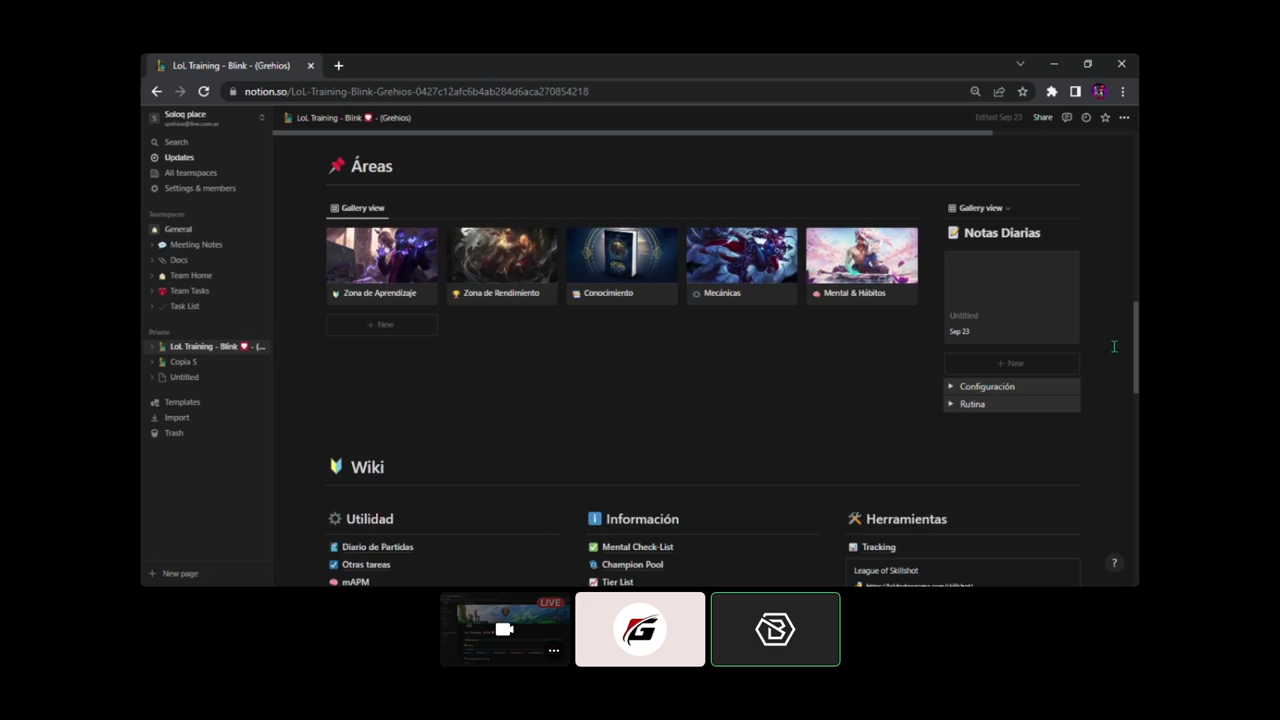 LoL Training - Blink - (Grehios)
notion.so/LoL-Training-Blink-Grehios-0427c12afc6b4ab284d6aca270854218
S
Soloq place
grehios@live.com.ar
LoL Training - Blink - (Grehios)
Edited Sep 23
Share
Search
Updates
All teamspaces
Settings & members
Teamspaces
General
Meeting Notes
Docs
Team Home
Team Tasks
Task List
Private
LoL Training - Blink - (...
Copia S
Untitled
Templates
Import
Trash
New page
Áreas
Gallery view
Zona de Aprendizaje
Zona de Rendimiento
Conocimiento
Mecánicas
Mental & Hábitos
+ New
Gallery view
Notas Diarias
Untitled
Sep 23
+ New
Configuración
Rutina
Wiki
Utilidad
Diario de Partidas
Otras tareas
mAPM
Información
Mental Check-List
Champion Pool
Tier List
Herramientas
Tracking
League of Skillshot
?
LIVE